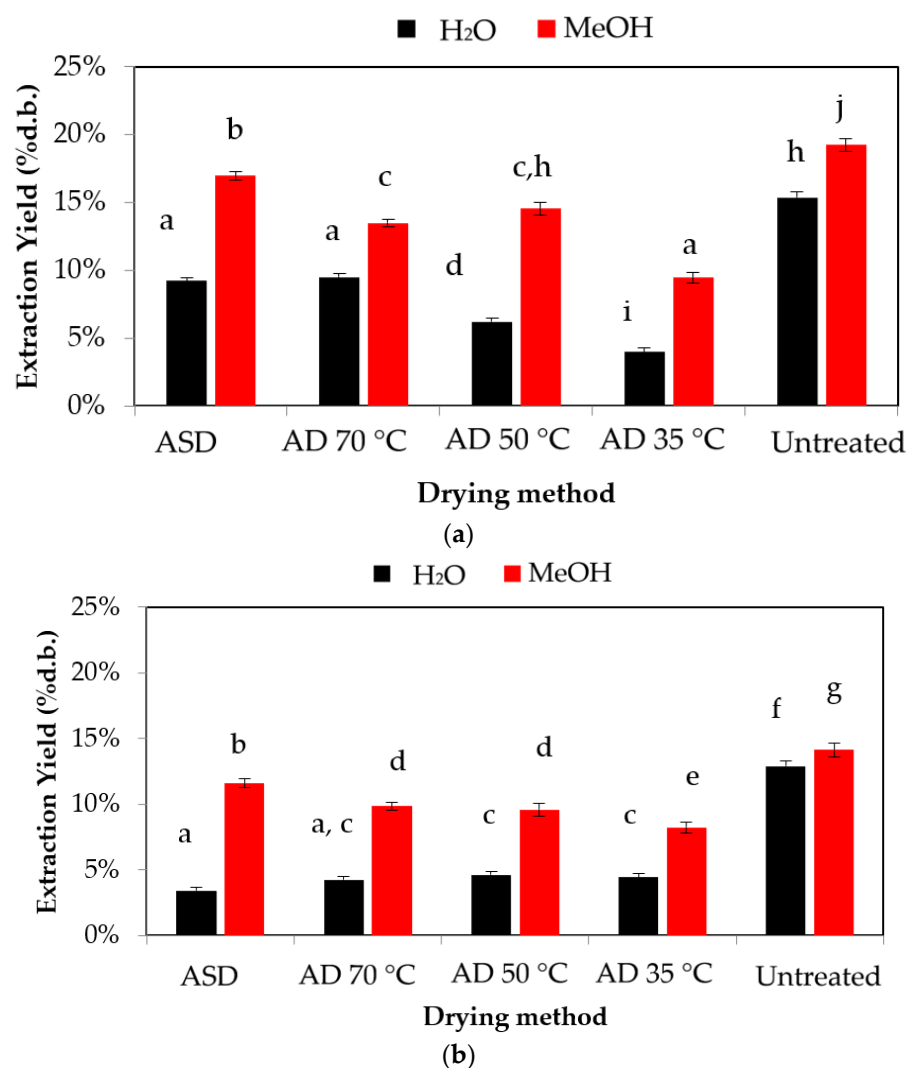 H₂O MeOH
25%
20%
15%
10%
5%
0%
Extraction Yield (%d.b.)
a b a c d c,h i a h j
ASD AD 70 °C AD 50 °C AD 35 °C Untreated
Drying method
(a)
H₂O MeOH
25%
20%
15%
10%
5%
0%
Extraction Yield (%d.b.)
a b a, c d c d c e f g
ASD AD 70 °C AD 50 °C AD 35 °C Untreated
Drying method
(b)